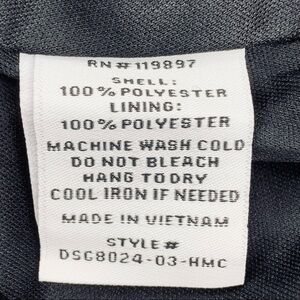 RN#119897
SHELL:
100% POLYESTER
LINING:
100% POLYESTER
MACHINE WASH COLD
DO NOT BLEACH
HANG TO DRY
COOL IRON IF NEEDED
MADE IN VIETNAM
STYLE#
DSG8024-03-HMC